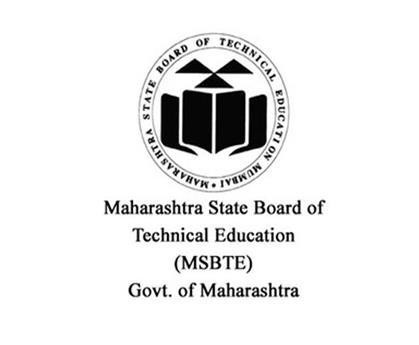 MAHARASHTRA STATE BOARD OF TECHNICAL EDUCATION MUMBAI
Maharashtra State Board of
Technical Education
(MSBTE)
Govt. of Maharashtra